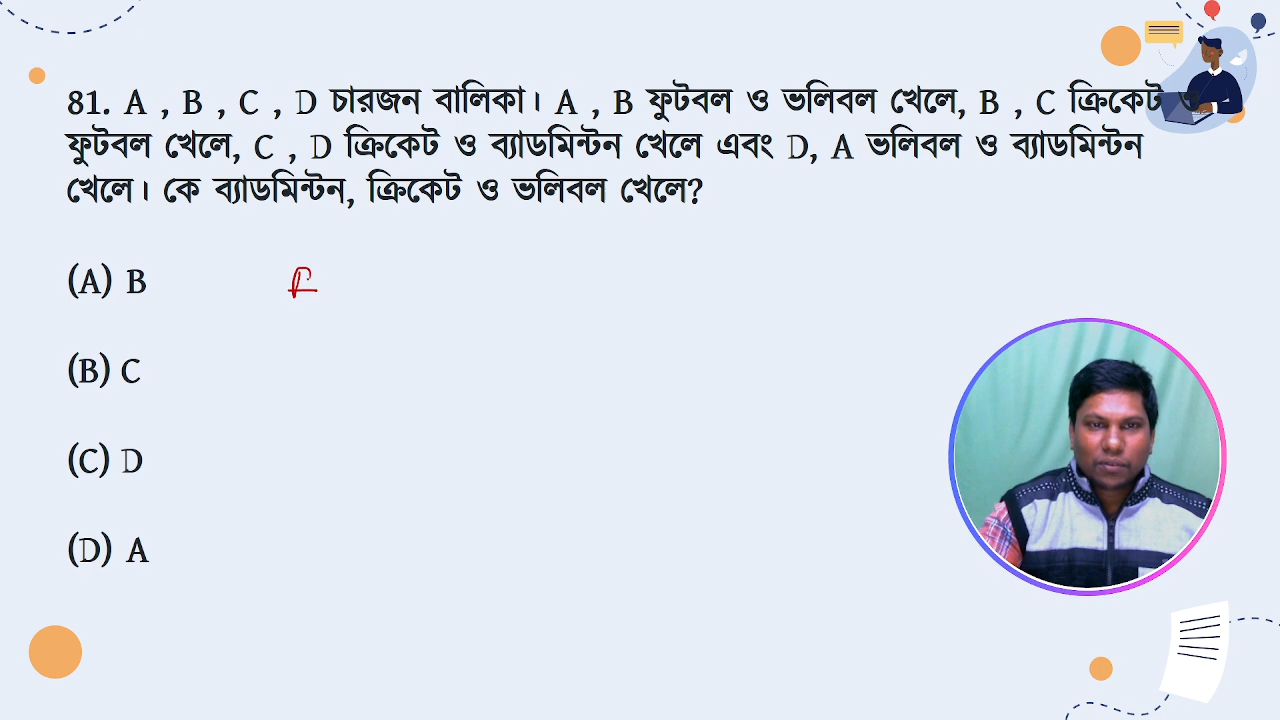 81. A , B , C , D চারজন বালিকা। A , B ফুটবল ও ভলিবল খেলে, B , C ক্রিকেট ও
ফুটবল খেলে, C , D ক্রিকেট ও ব্যাডমিন্টন খেলে এবং D, A ভলিবল ও ব্যাডমিন্টন
খেলে। কে ব্যাডমিন্টন, ক্রিকেট ও ভলিবল খেলে?
(A) B
(B) C
(C) D
(D) A